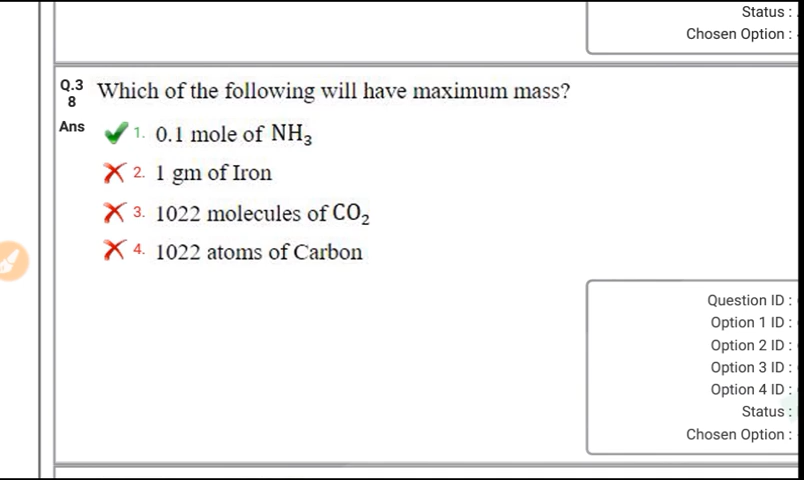 Status :
Chosen Option :
Q.3
8
Which of the following will have maximum mass?
Ans
1. 0.1 mole of NH₃
2. 1 gm of Iron
3. 1022 molecules of CO₂
4. 1022 atoms of Carbon
Question ID :
Option 1 ID :
Option 2 ID :
Option 3 ID :
Option 4 ID :
Status :
Chosen Option :